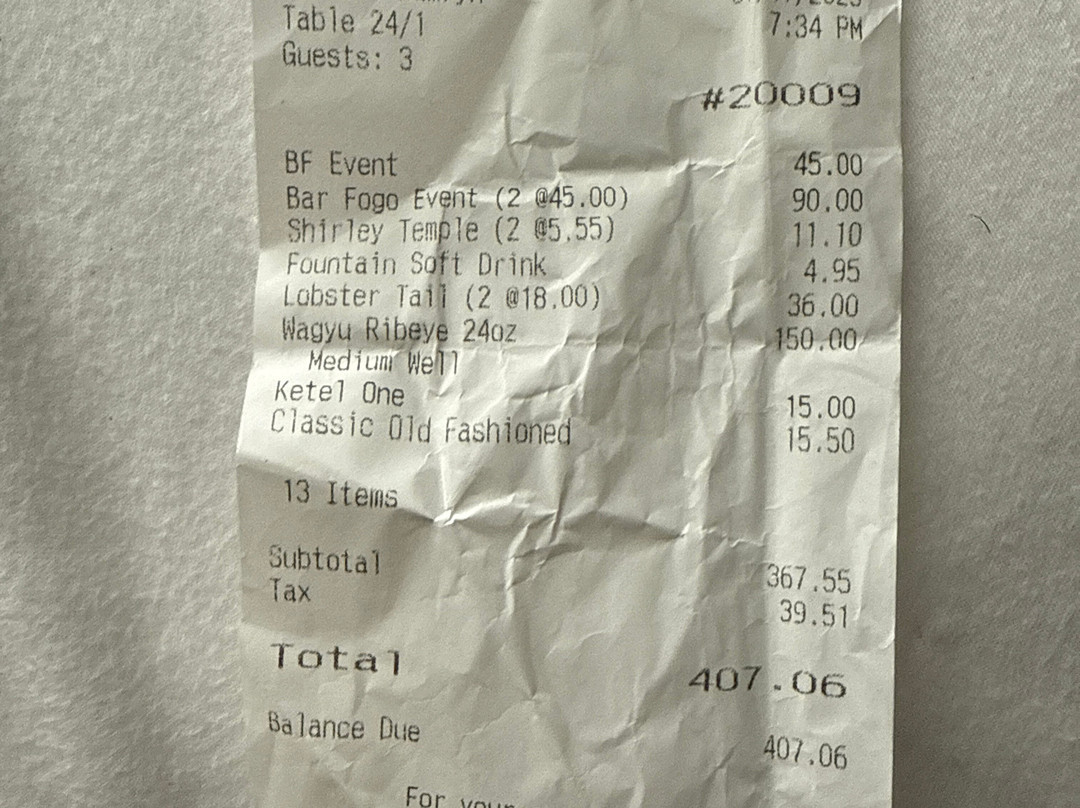 Table 24/1 7:34 PM
Guests: 3
#20009
BF Event 45.00
Bar Fogo Event (2 @45.00) 90.00
Shirley Temple (2 @5.55) 11.10
Fountain Soft Drink 4.95
Lobster Tail (2 @18.00) 36.00
Wagyu Ribeye 24oz 150.00
Medium Well
Ketel One 15.00
Classic Old Fashioned 15.50
13 Items
Subtotal 367.55
Tax 39.51
Total 407.06
Balance Due 407.06
For your